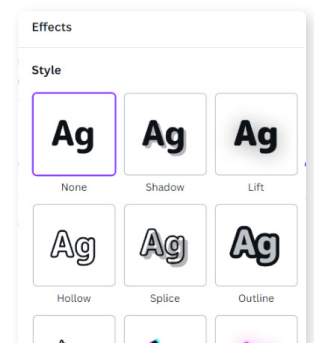 Effects
Style
Ag Ag Ag
None Shadow Lift
Ag Ag Ag
Hollow Splice Outline